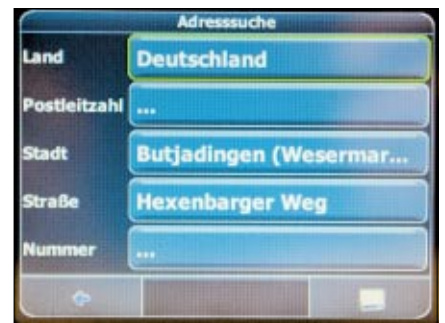 Adresssuche
Land Deutschland
Postleitzahl ...
Stadt Butjadingen (Wesermar...
Straße Hexenbarger Weg
Nummer ...